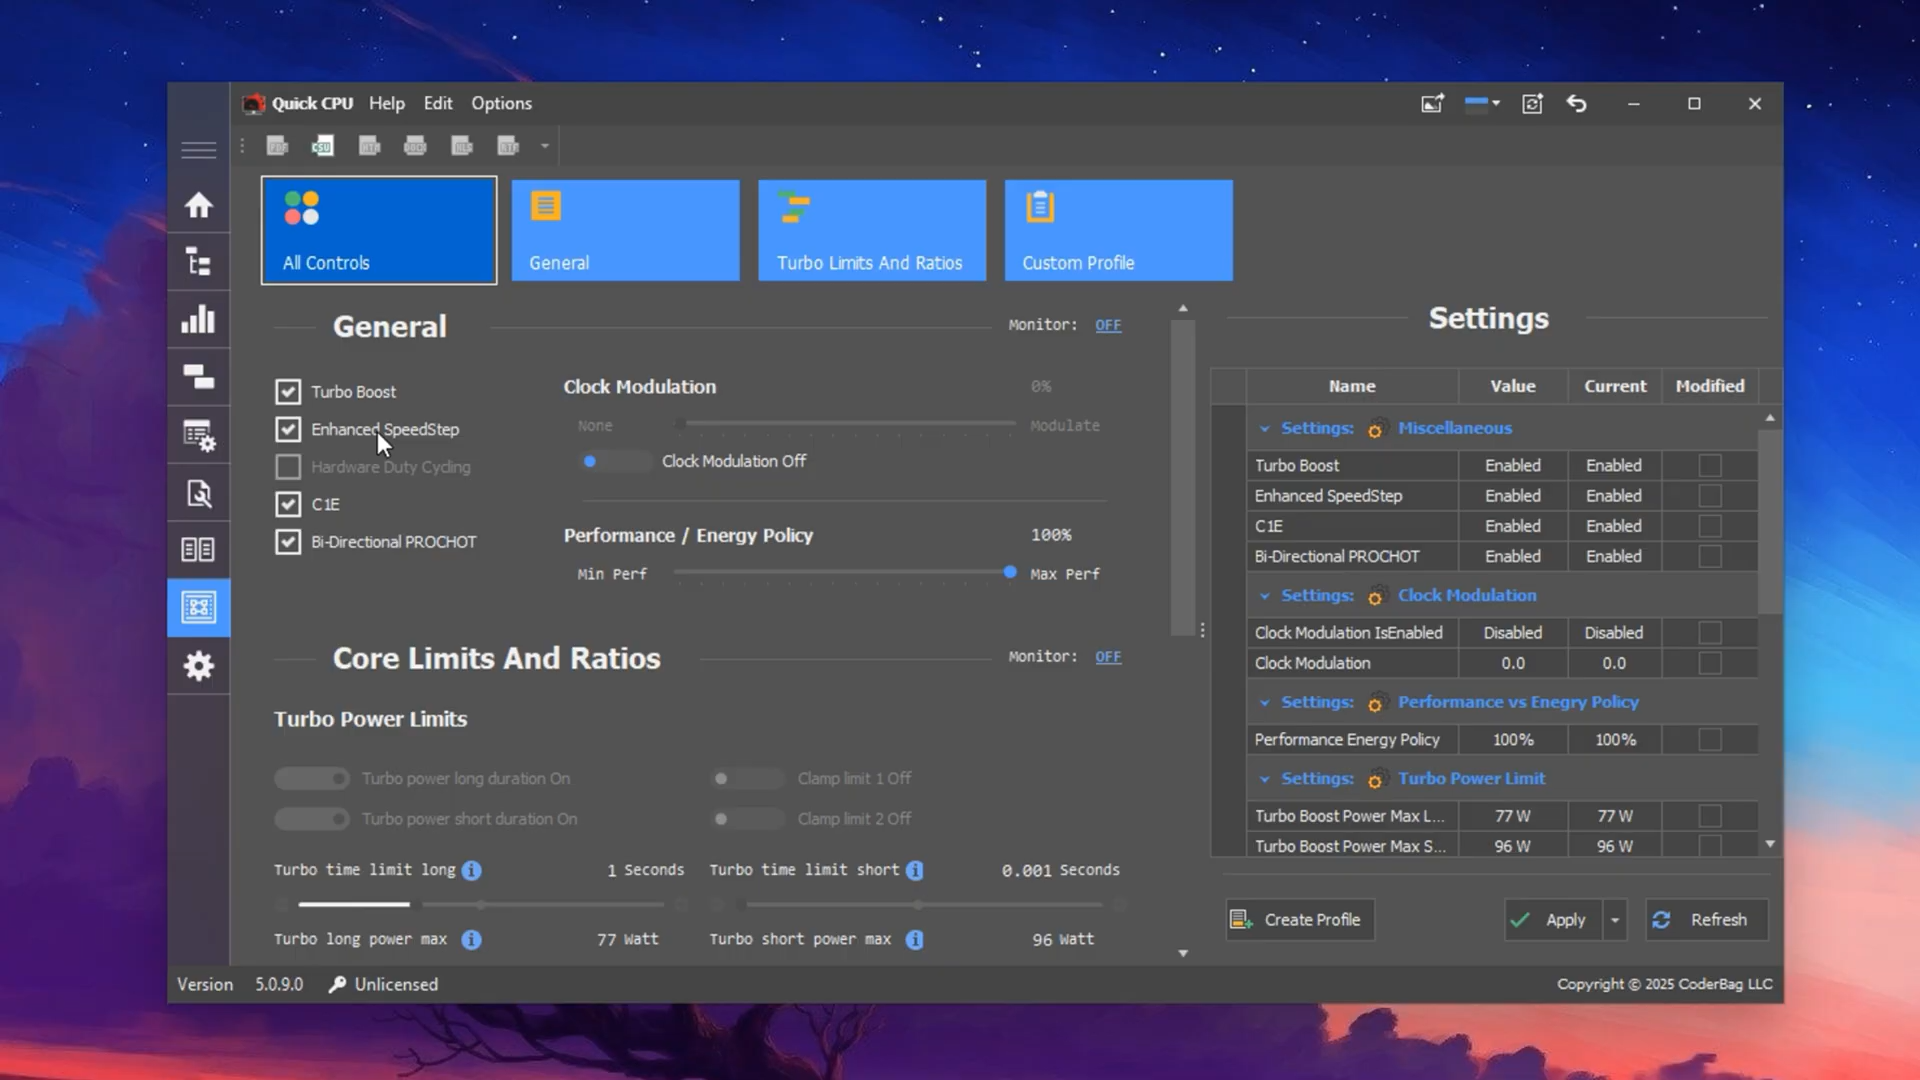 Quick CPU Help Edit Options
All Controls
General
Turbo Limits And Ratios
Custom Profile
General
Monitor: OFF
Turbo Boost
Enhanced SpeedStep
Hardware Duty Cycling
C1E
Bi-Directional PROCHOT
Clock Modulation 0%
None Modulate
Clock Modulation Off
Performance / Energy Policy 100%
Min Perf Max Perf
Core Limits And Ratios
Monitor: OFF
Turbo Power Limits
Turbo power long duration On
Clamp limit 1 Off
Turbo power short duration On
Clamp limit 2 Off
Turbo time limit long 1 Seconds
Turbo time limit short 0.001 Seconds
Turbo long power max 77 Watt
Turbo short power max 96 Watt
Settings
Name Value Current Modified
Settings: Miscellaneous
Turbo Boost Enabled Enabled
Enhanced SpeedStep Enabled Enabled
C1E Enabled Enabled
Bi-Directional PROCHOT Enabled Enabled
Settings: Clock Modulation
Clock Modulation IsEnabled Disabled Disabled
Clock Modulation 0.0 0.0
Settings: Performance vs Enegry Policy
Performance Energy Policy 100% 100%
Settings: Turbo Power Limit
Turbo Boost Power Max L... 77 W 77 W
Turbo Boost Power Max S... 96 W 96 W
Create Profile
Apply
Refresh
Version 5.0.9.0 Unlicensed
Copyright © 2025 CoderBag LLC